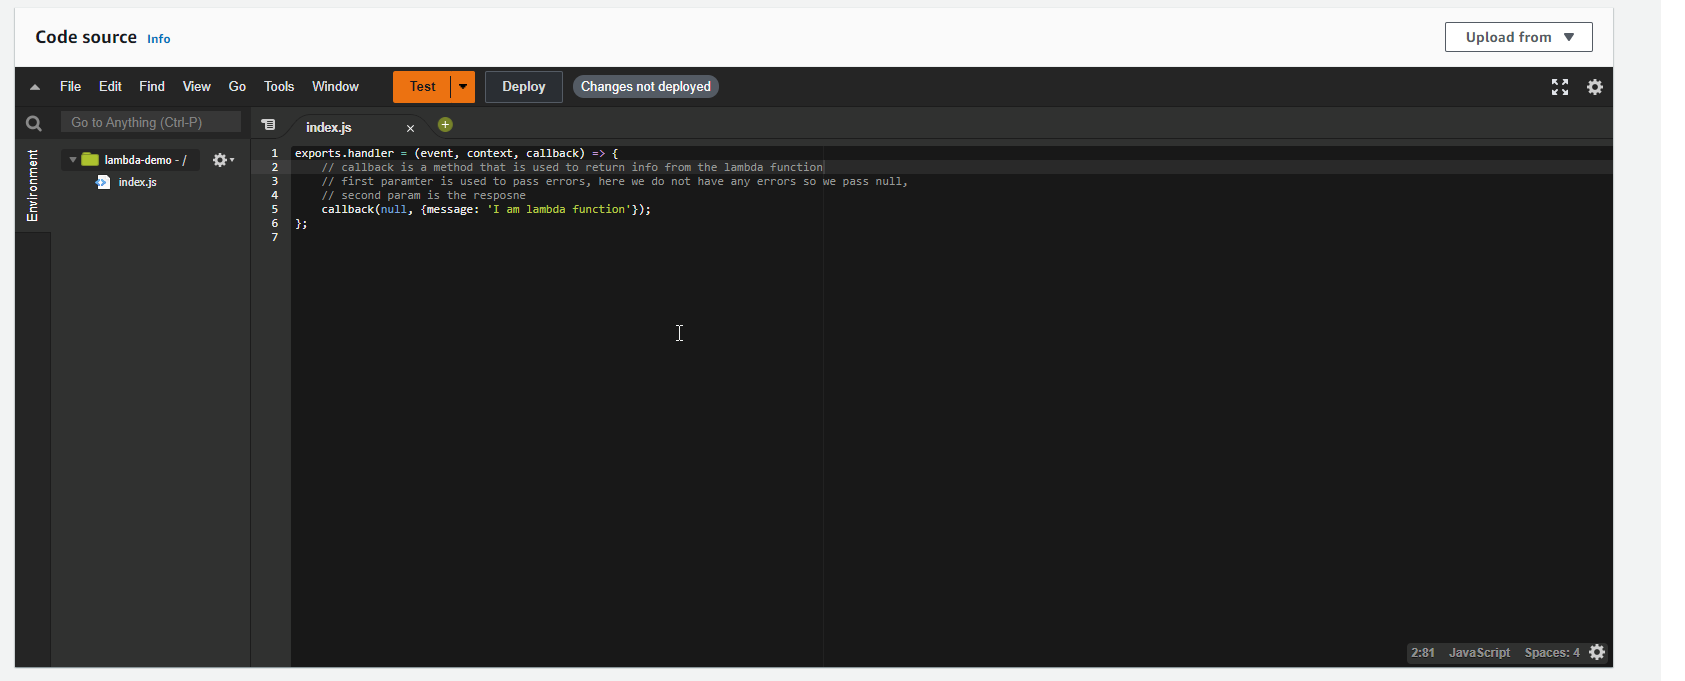 Code source Info
Upload from
File Edit Find View Go Tools Window Test Deploy Changes not deployed
Go to Anything (Ctrl-P)
index.js
Environment
lambda-demo - /
index.js
1 exports.handler = (event, context, callback) => {
2 // callback is a method that is used to return info from the lambda function
3 // first paramter is used to pass errors, here we do not have any errors so we pass null,
4 // second param is the resposne
5 callback(null, {message: 'I am lambda function'});
6 };
7
2:81 JavaScript Spaces: 4